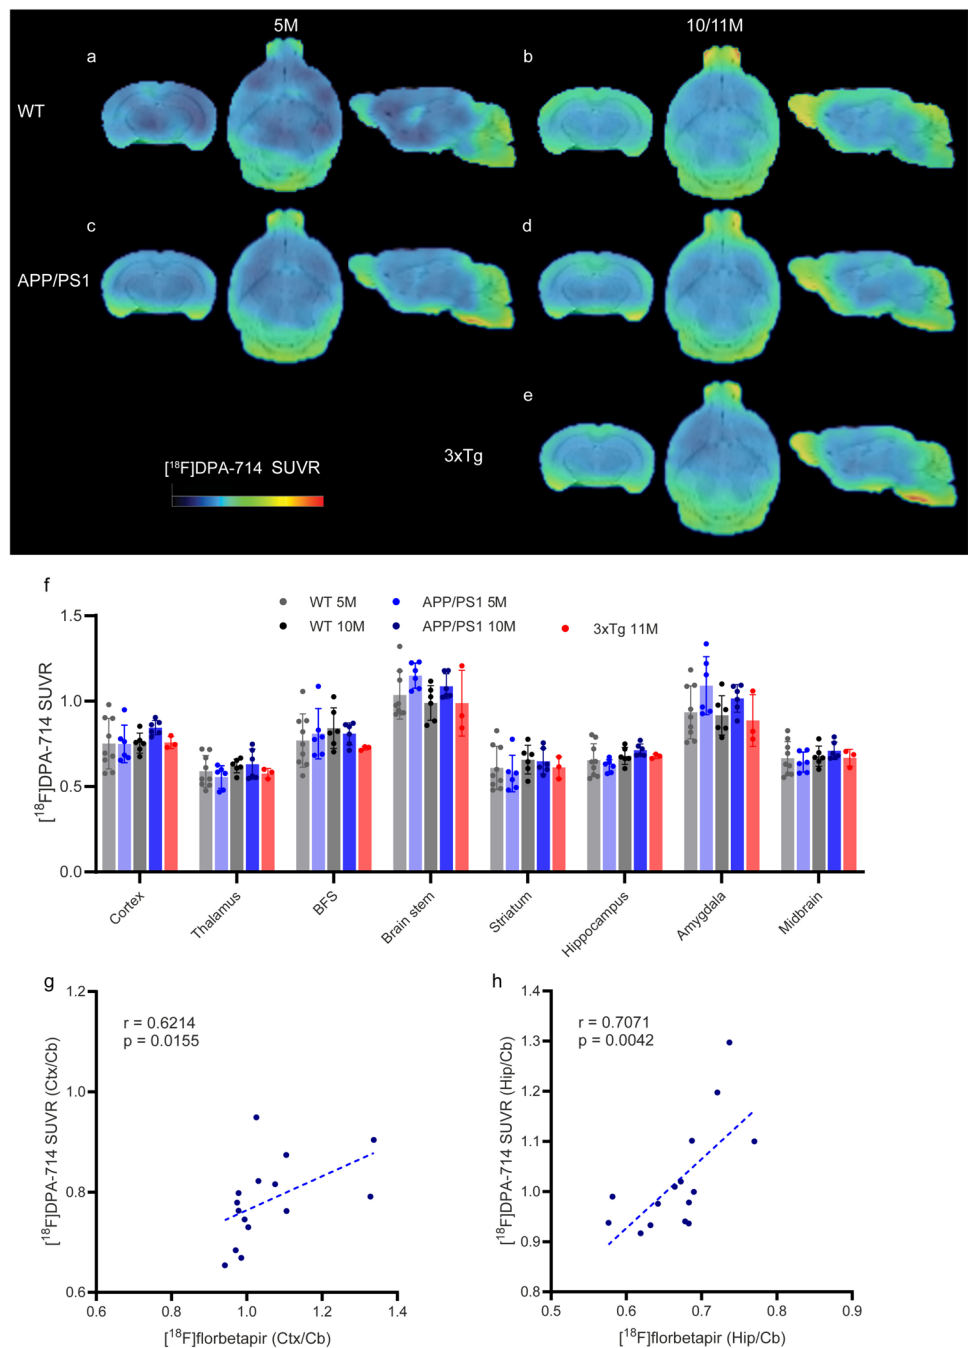 5M
10/11M
a
b
WT
c
d
APP/PS1
e
3xTg
[¹⁸F]DPA-714 SUVR
f
WT 5M
APP/PS1 5M
WT 10M
APP/PS1 10M
3xTg 11M
[¹⁸F]DPA-714 SUVR
1.5
1.0
0.5
0.0
Cortex
Thalamus
BFS
Brain stem
Striatum
Hippocampus
Amygdala
Midbrain
g
r = 0.6214
p = 0.0155
[¹⁸F]DPA-714 SUVR (Ctx/Cb)
1.2
1.0
0.8
0.6
0.6
0.8
1.0
1.2
1.4
[¹⁸F]florbetapir (Ctx/Cb)
h
r = 0.7071
p = 0.0042
[¹⁸F]DPA-714 SUVR (Hip/Cb)
1.4
1.3
1.2
1.1
1.0
0.9
0.8
0.5
0.6
0.7
0.8
0.9
[¹⁸F]florbetapir (Hip/Cb)